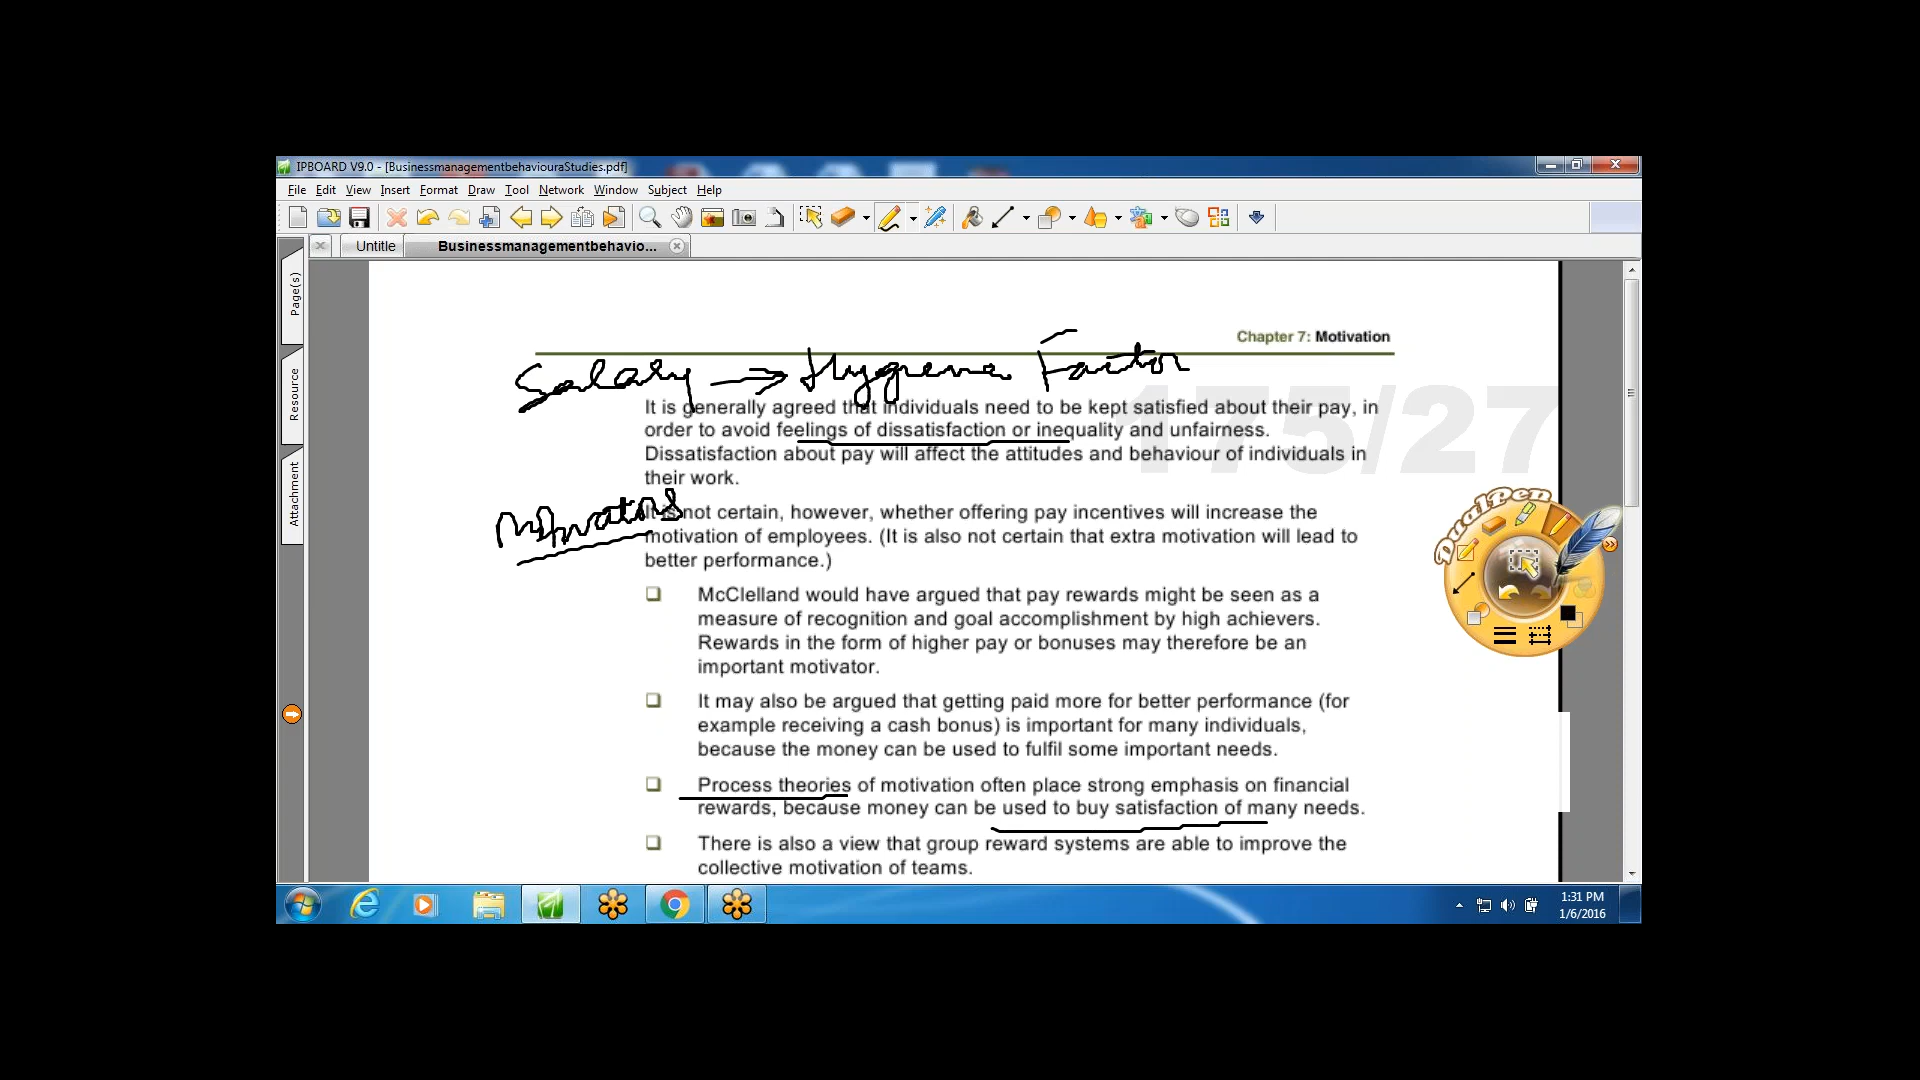 IPBOARD V9.0 - [BusinessmanagementbehaviouraStudies.pdf]
File Edit View Insert Format Draw Tool Network Window Subject Help
Untitle Businessmanagementbehavio...
Page(s)
Resource
Attachment
Chapter 7: Motivation
Salary → Hygiene Factor
175/27
It is generally agreed that individuals need to be kept satisfied about their pay, in
order to avoid feelings of dissatisfaction or inequality and unfairness.
Dissatisfaction about pay will affect the attitudes and behaviour of individuals in
their work.
Motivators
It is not certain, however, whether offering pay incentives will increase the
motivation of employees. (It is also not certain that extra motivation will lead to
better performance.)
McClelland would have argued that pay rewards might be seen as a
measure of recognition and goal accomplishment by high achievers.
Rewards in the form of higher pay or bonuses may therefore be an
important motivator.
It may also be argued that getting paid more for better performance (for
example receiving a cash bonus) is important for many individuals,
because the money can be used to fulfil some important needs.
Process theories of motivation often place strong emphasis on financial
rewards, because money can be used to buy satisfaction of many needs.
There is also a view that group reward systems are able to improve the
collective motivation of teams.
DualPen
1:31 PM
1/6/2016